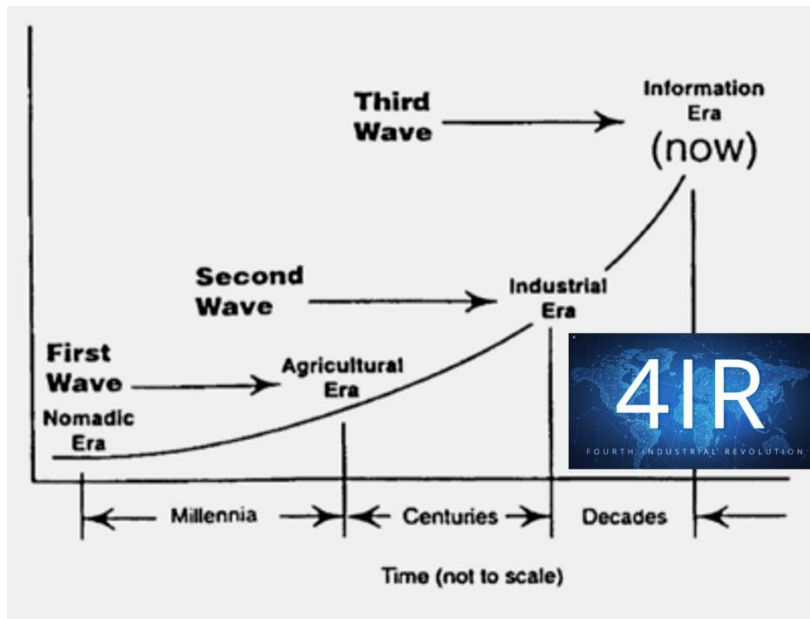 Third
Wave
Information
Era
(now)
Second
Wave
Industrial
Era
First
Wave
Agricultural
Era
Nomadic
Era
4IR
FOURTH INDUSTRIAL REVOLUTION
Millennia
Centuries
Decades
Time (not to scale)